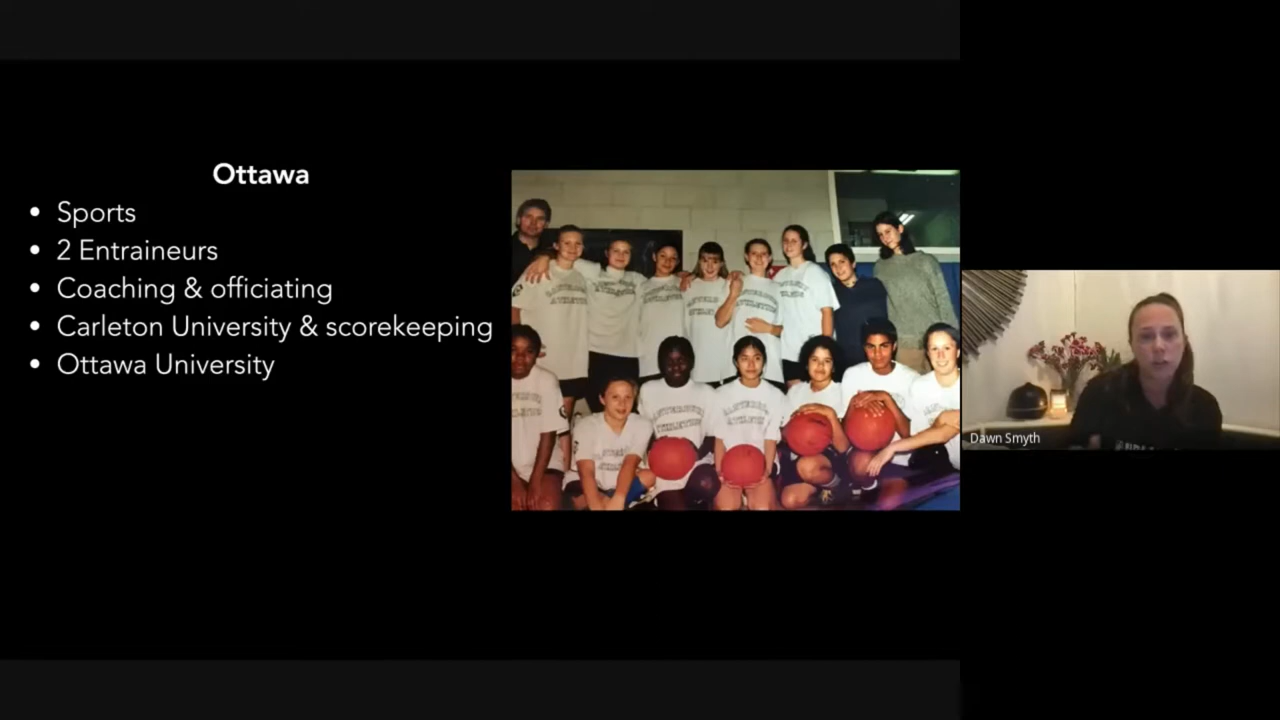 Ottawa
• Sports
• 2 Entraineurs
• Coaching & officiating
• Carleton University & scorekeeping
• Ottawa University
Dawn Smyth